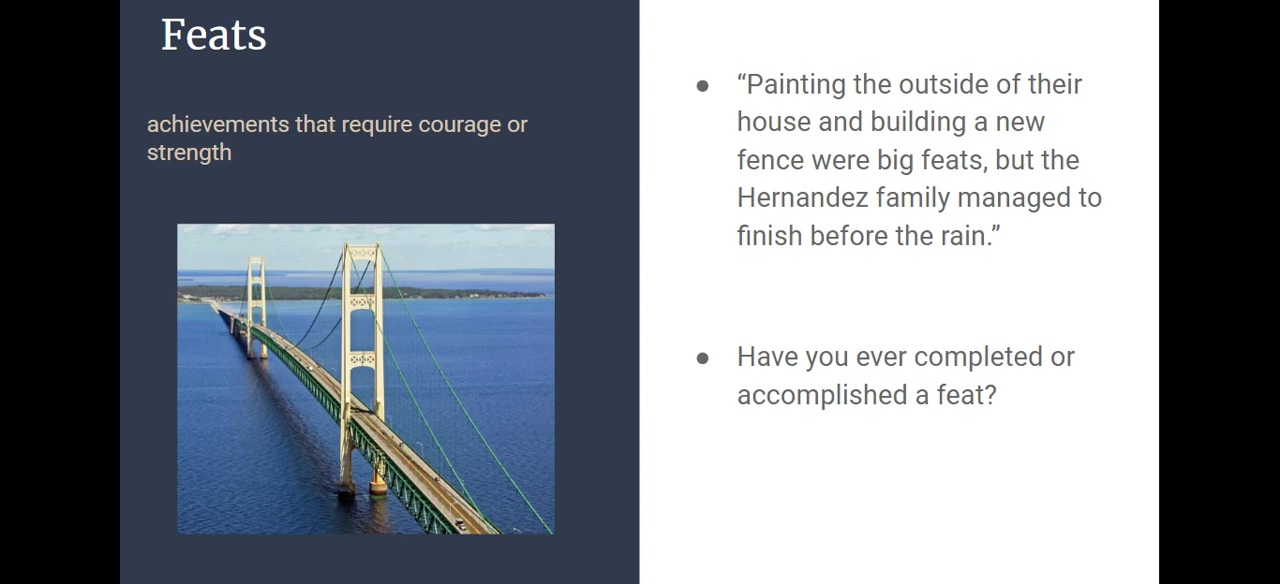 Feats
achievements that require courage or
strength
● “Painting the outside of their
house and building a new
fence were big feats, but the
Hernandez family managed to
finish before the rain.”
● Have you ever completed or
accomplished a feat?